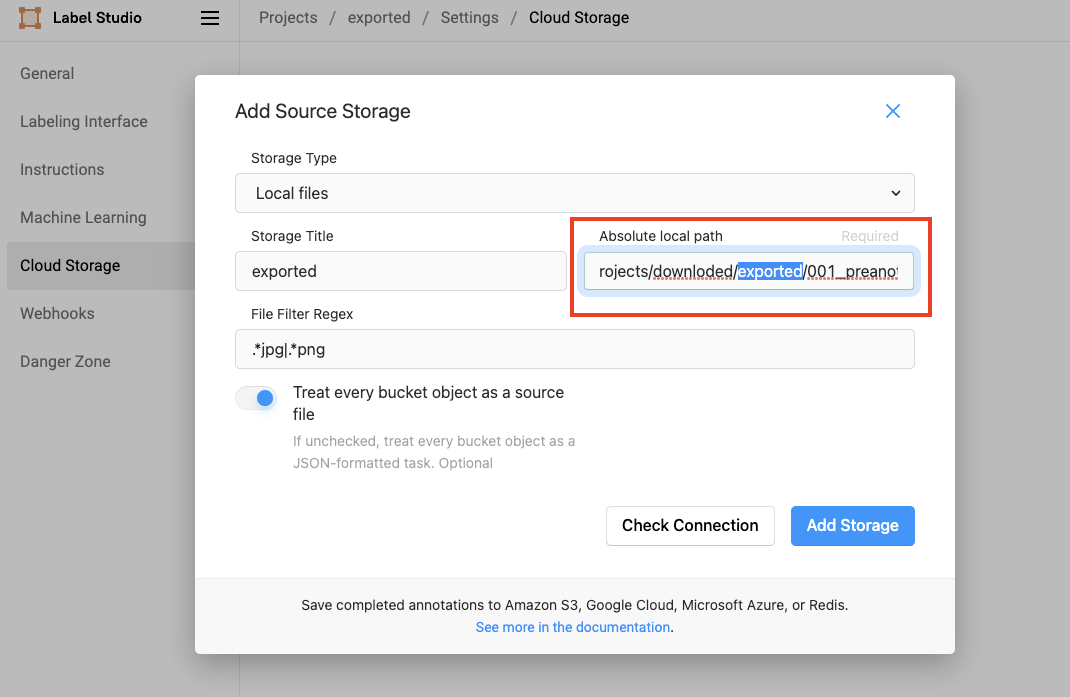 Label Studio
Projects / exported / Settings / Cloud Storage
General
Labeling Interface
Instructions
Machine Learning
Cloud Storage
Webhooks
Danger Zone
Add Source Storage
Storage Type
Local files
Storage Title
exported
Absolute local path Required
rojects/downloded/exported/001_preano
File Filter Regex
.*jpg|.*png
Treat every bucket object as a source
file
If unchecked, treat every bucket object as a
JSON-formatted task. Optional
Check Connection
Add Storage
Save completed annotations to Amazon S3, Google Cloud, Microsoft Azure, or Redis.
See more in the documentation.